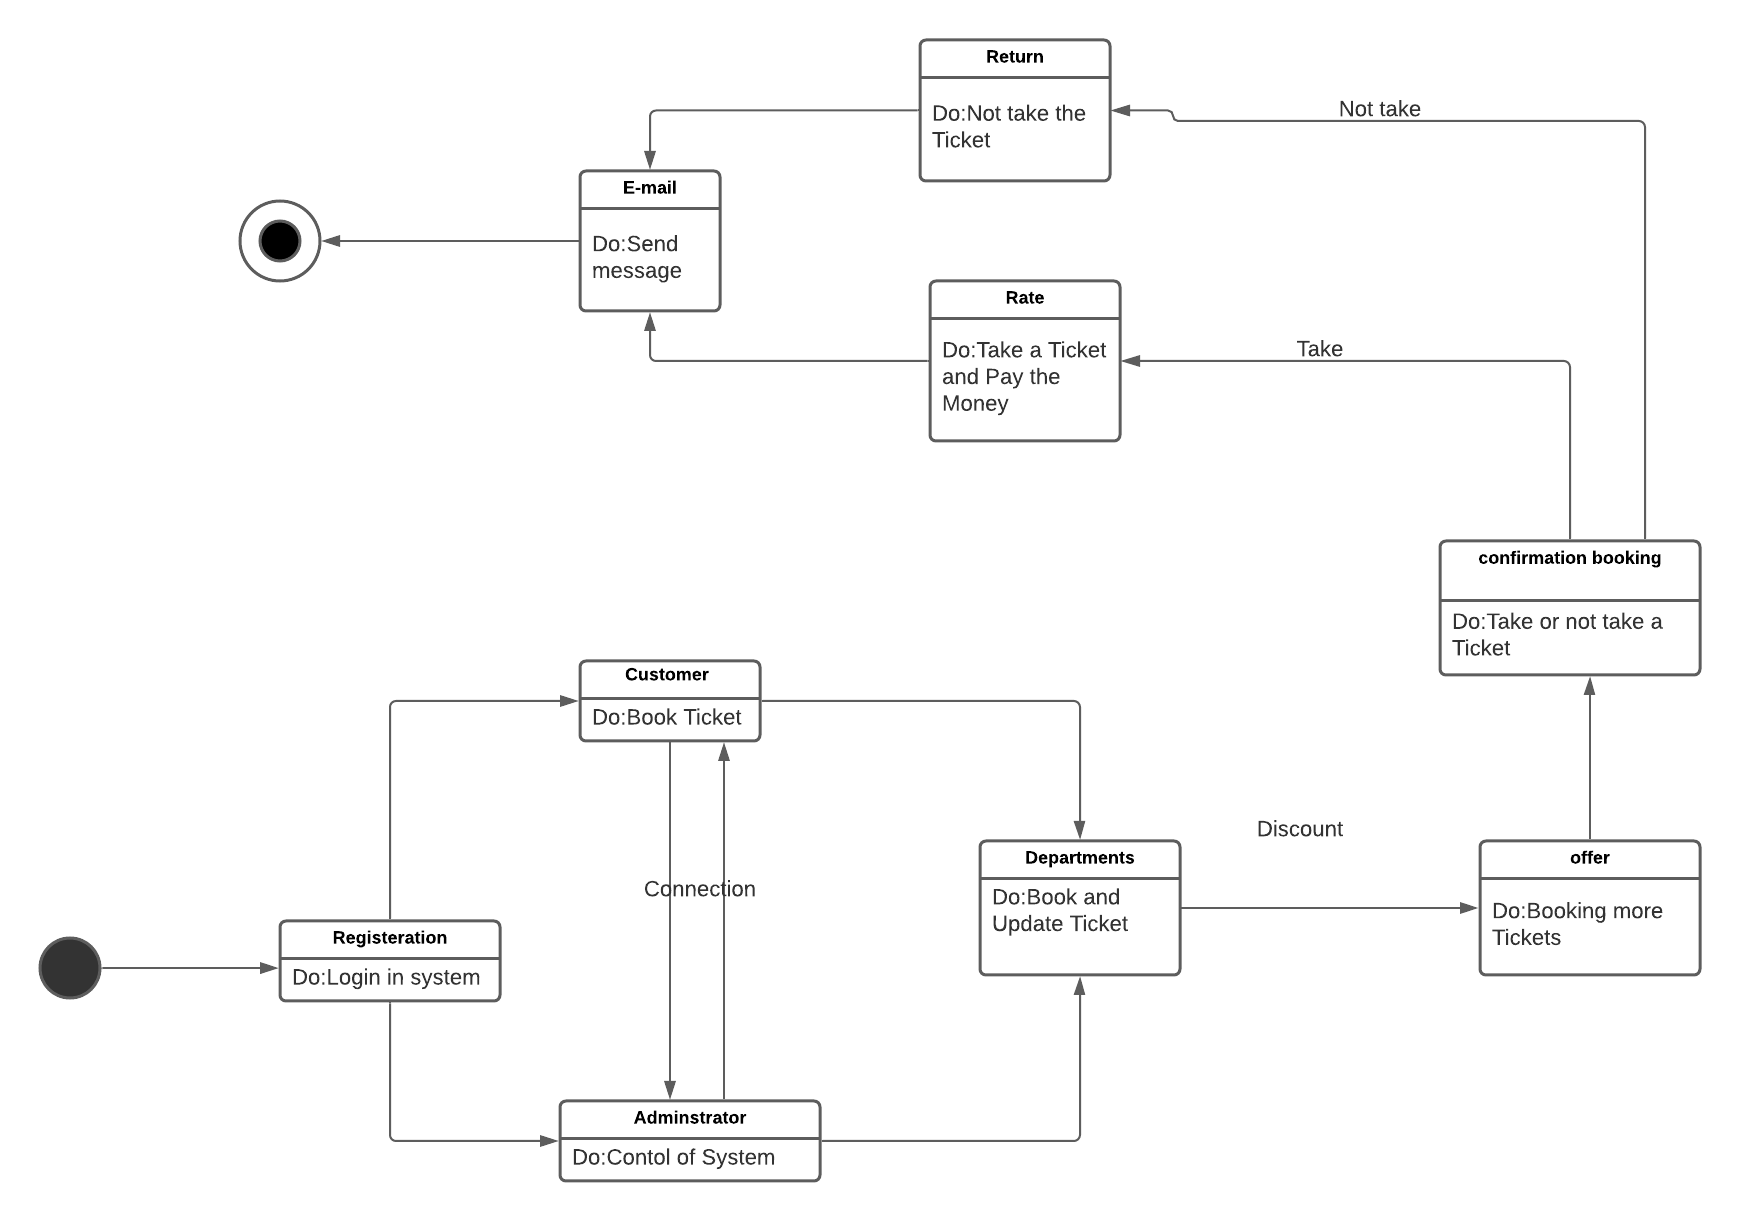 Return
Do:Not take the
Ticket
Not take
E-mail
Do:Send
message
Rate
Do:Take a Ticket
and Pay the
Money
Take
confirmation booking
Do:Take or not take a
Ticket
Customer
Do:Book Ticket
Connection
Departments
Do:Book and
Update Ticket
Discount
offer
Do:Booking more
Tickets
Registeration
Do:Login in system
Adminstrator
Do:Contol of System